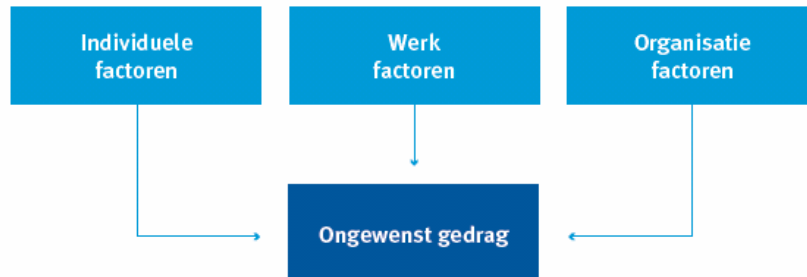 Individuele
factoren
Werk
factoren
Organisatie
factoren
Ongewenst gedrag